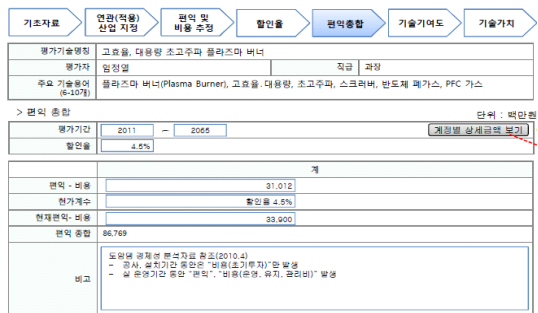 기초자료
연관(적용)
산업 지정
편익 및
비용 추정
할인율
편익종합
기술기여도
기술가치
평가기술명칭 고효율, 대용량 초고주파 플라즈마 버너
평가자 임정열 직급 과장
주요 기술용어
(6-10개) 플라즈마 버너(Plasma Burner), 고효율·대용량, 초고주파, 스크러버, 반도체 폐가스, PFC 가스
> 편익 종합
단위 : 백만원
평가기간 2011 ~ 2065 계정별 상세금액 보기
할인율 4.5%
계
편익 - 비용 31,012
현가계수 할인율 4.5%
현재편익- 비용 33,900
편익 종합 86,769
비고
도암댐 경제성 분석자료 참조(2010.4)
- 공사, 설치기간 동안은 "비용(초기투자)"만 발생
- 실 운영기간 동안 "편익", "비용(운영, 유지, 관리비)" 발생